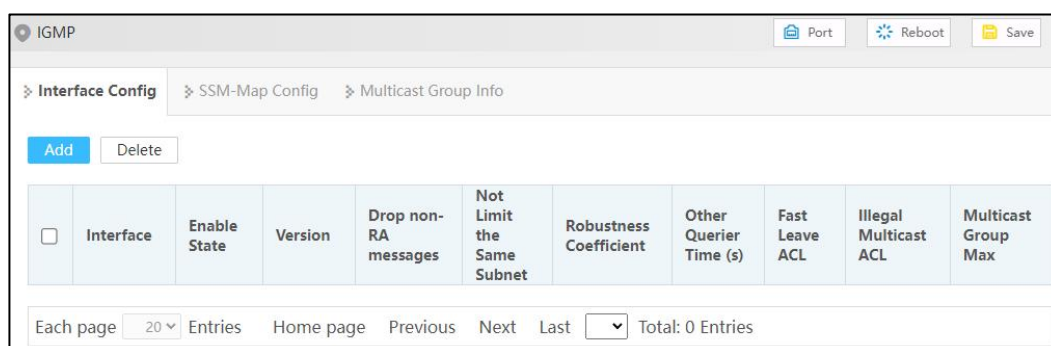 IGMP
Port
Reboot
Save
Interface Config
SSM-Map Config
Multicast Group Info
Add
Delete
Interface
Enable
State
Version
Drop non-
RA
messages
Not
Limit
the
Same
Subnet
Robustness
Coefficient
Other
Querier
Time (s)
Fast
Leave
ACL
Illegal
Multicast
ACL
Multicast
Group
Max
Each page 20 Entries Home page Previous Next Last Total: 0 Entries